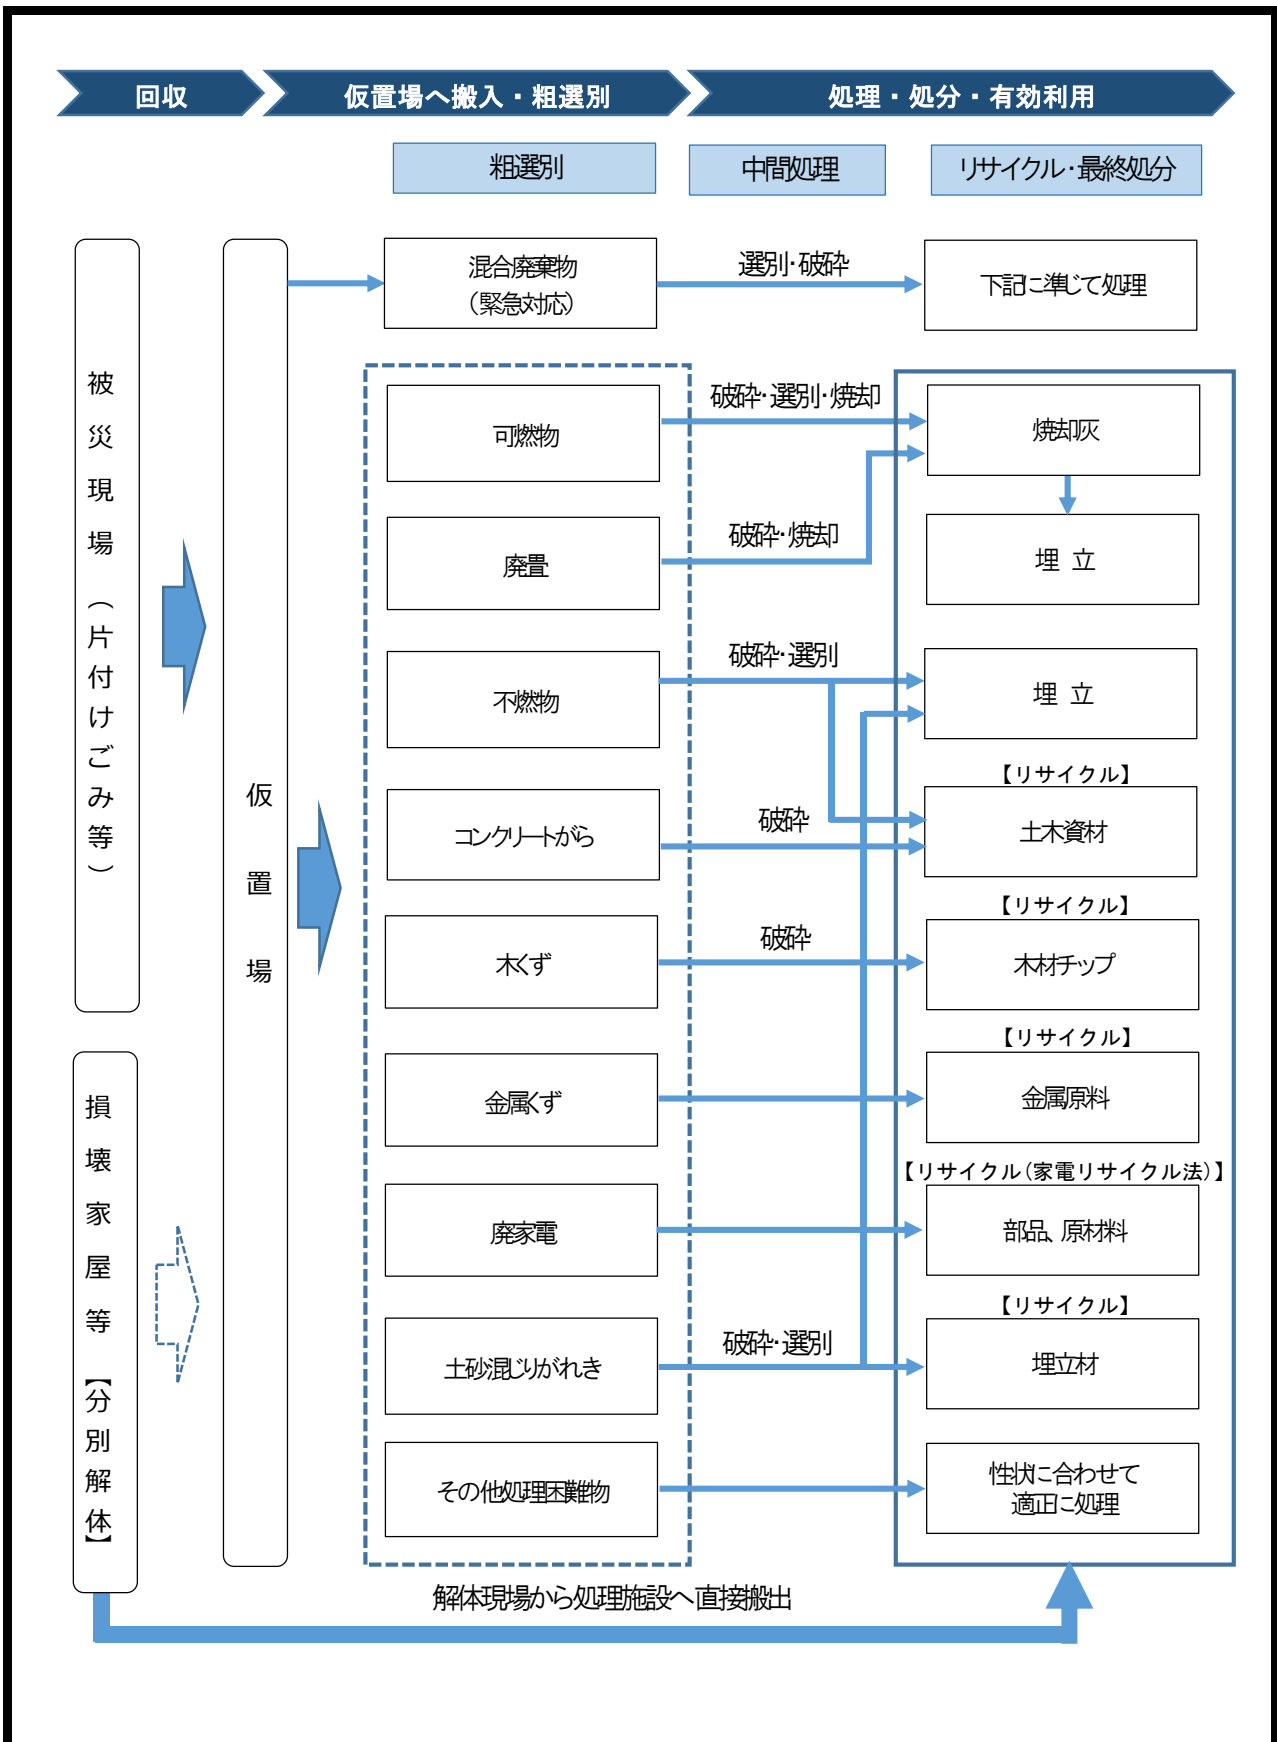 回収
仮置場へ搬入・粗選別
処理・処分・有効利用
粗選別
中間処理
リサイクル・最終処分
被災現場（片付けごみ等）
損壊家屋等【分別解体】
仮置場
混合廃棄物
（緊急対応）
選別・破砕
下記に準じて処理
可燃物
破砕・選別・焼却
焼却灰
廃畳
破砕・焼却
埋 立
不燃物
破砕・選別
埋 立
コンクリートがら
破砕
【リサイクル】
土木資材
木くず
破砕
【リサイクル】
木材チップ
金属くず
【リサイクル】
金属原料
廃家電
【リサイクル（家電リサイクル法）】
部品、原材料
土砂混じりがれき
破砕・選別
【リサイクル】
埋立材
その他処理困難物
性状に合わせて
適正に処理
解体現場から処理施設へ直接搬出